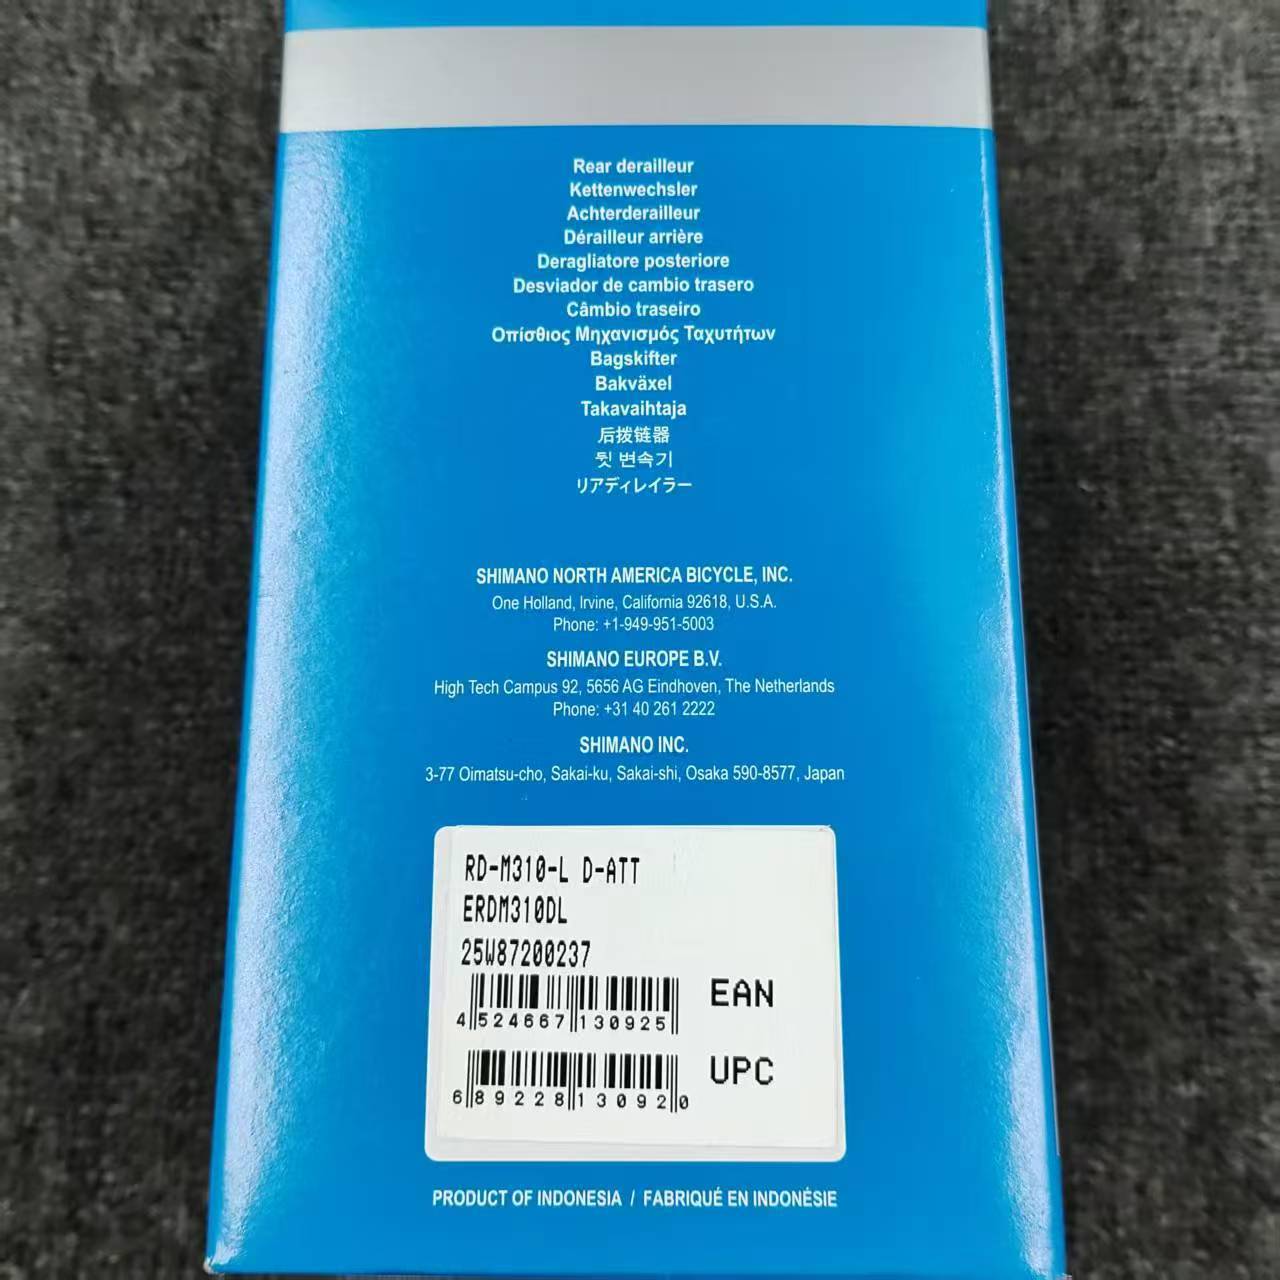 Rear derailleur
Kettenwechsler
Achterderailleur
Dérailleur arrière
Deragliatore posteriore
Desviador de cambio trasero
Câmbio traseiro
Οπίσθιος Μηχανισμός Ταχυτήτων
Bagskifter
Bakväxel
Takavaihtaja
后拨链器
뒷 변속기
リアディレイラー
SHIMANO NORTH AMERICA BICYCLE, INC.
One Holland, Irvine, California 92618, U.S.A.
Phone: +1-949-951-5003
SHIMANO EUROPE B.V.
High Tech Campus 92, 5656 AG Eindhoven, The Netherlands
Phone: +31 40 261 2222
SHIMANO INC.
3-77 Oimatsu-cho, Sakai-ku, Sakai-shi, Osaka 590-8577, Japan
RD-M310-L D-ATT
ERDM310DL
25W87200237
4 524667 130925 EAN
6 89228 13092 0 UPC
PRODUCT OF INDONESIA / FABRIQUÉ EN INDONÉSIE